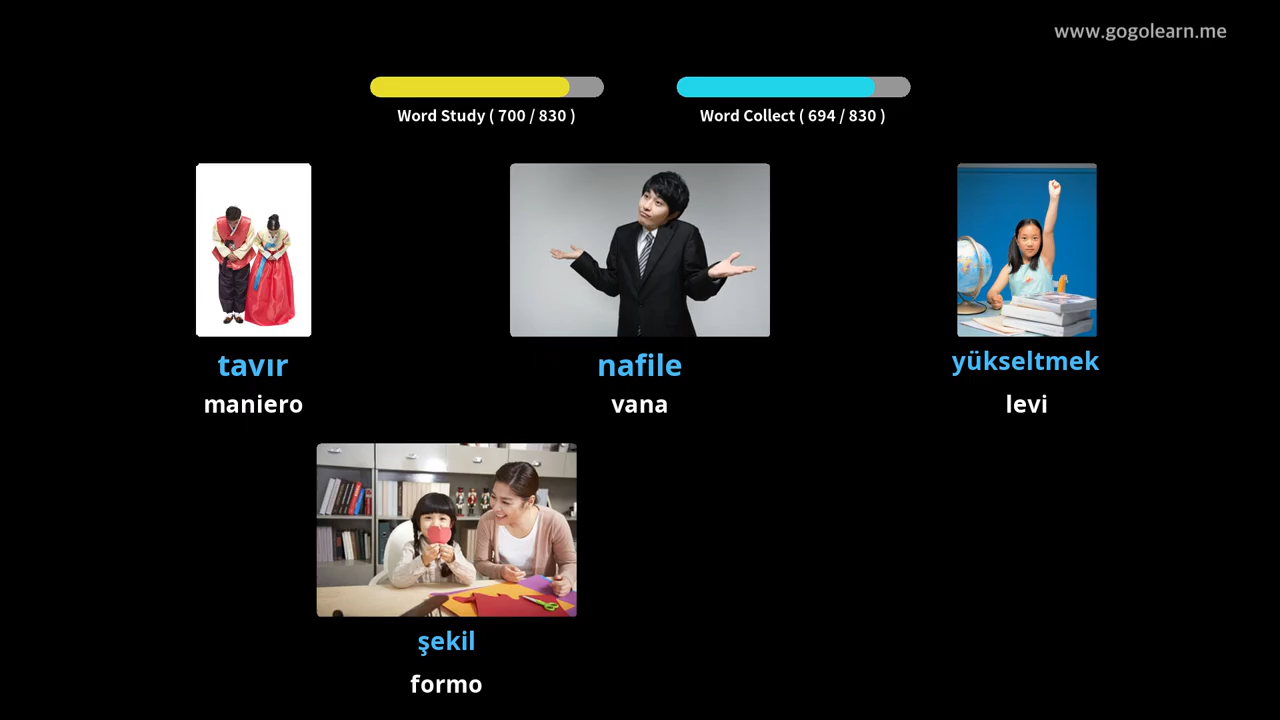 www.gogolearn.me
Word Study ( 700 / 830 )
Word Collect ( 694 / 830 )
tavır
maniero
nafile
vana
yükseltmek
levi
şekil
formo